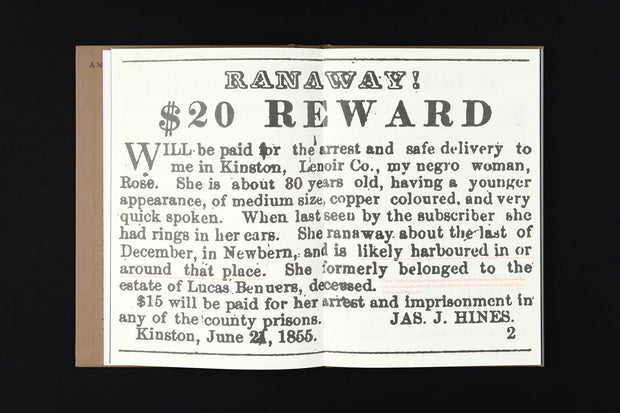 AN
RANAWAY!
$20 REWARD
WILL be paid for the arrest and safe delivery to
me in Kinston, Lenoir Co., my negro woman,
Rose. She is about 30 years old, having a younger
appearance, of medium size, copper coloured, and very
quick spoken. When last seen by the subscriber she
had rings in her ears. She ranaway about the last of
December, in Newbern, and is likely harboured in or
around that place. She formerly belonged to the
estate of Lucas Benuers, deceased.
$15 will be paid for her arrest and imprisonment in
any of the county prisons. JAS. J. HINES.
Kinston, June 21, 1855. 2